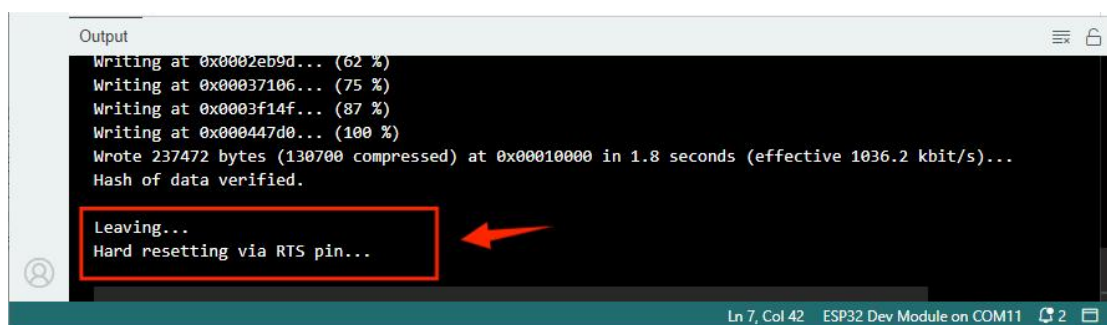 Output
Writing at 0x0002eb9d... (62 %)
Writing at 0x00037106... (75 %)
Writing at 0x0003f14f... (87 %)
Writing at 0x000447d0... (100 %)
Wrote 237472 bytes (130700 compressed) at 0x00010000 in 1.8 seconds (effective 1036.2 kbit/s)...
Hash of data verified.
Leaving...
Hard resetting via RTS pin...
Ln 7, Col 42 ESP32 Dev Module on COM11 2